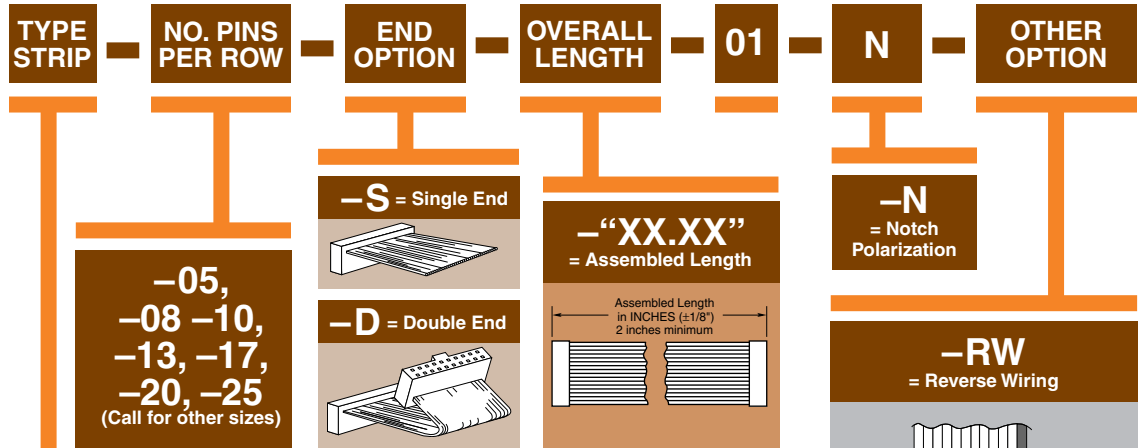 TYPE
STRIP
NO. PINS
PER ROW
END
OPTION
OVERALL
LENGTH
01
N
OTHER
OPTION
–05,
–08 –10,
–13, –17,
–20, –25
(Call for other sizes)
–S = Single End
–D = Double End
–“XX.XX”
= Assembled Length
Assembled Length
in INCHES (±1/8")
2 inches minimum
–N
= Notch
Polarization
–RW
= Reverse Wiring